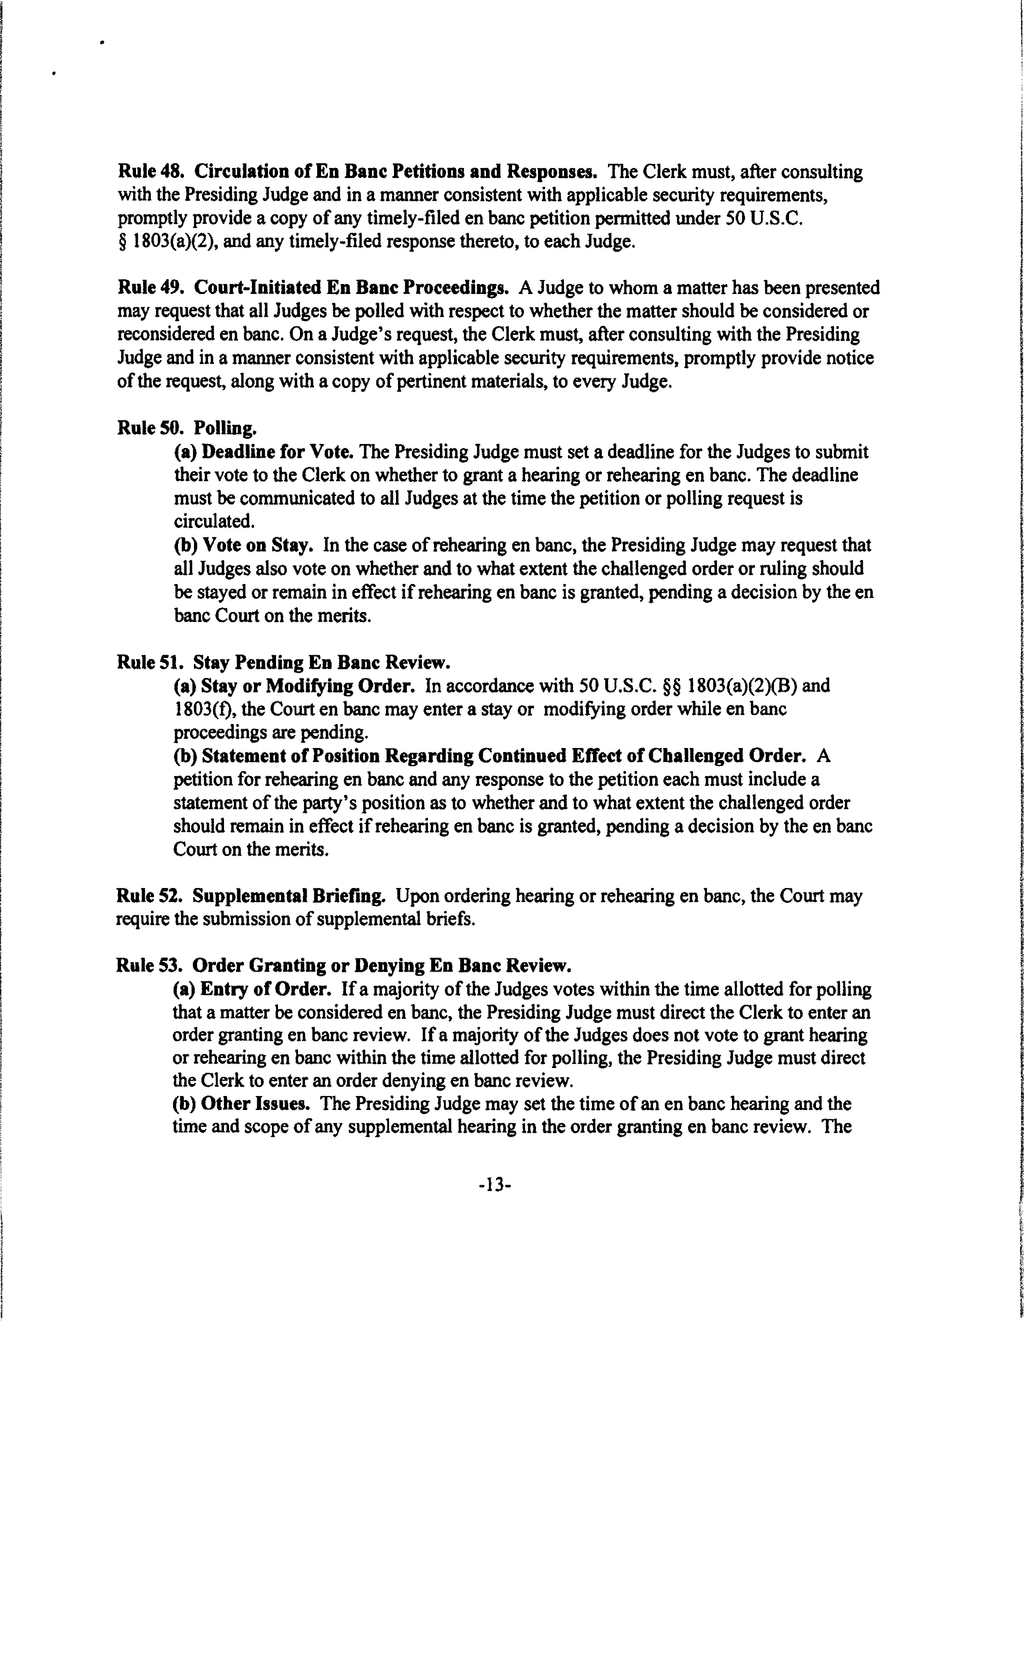 Rule 48. Circulation of En Banc Petitions and Responses. The Clerk must, after consulting
with the Presiding Judge and in a manner consistent with applicable security requirements,
promptly provide a copy of any timely-filed en banc petition permitted under 50 U.S.C.
§ 1803(a)(2), and any timely-filed response thereto, to each Judge.
Rule 49. Court-Initiated En Banc Proceedings. A Judge to whom a matter has been presented
may request that all Judges be polled with respect to whether the matter should be considered or
reconsidered en banc. On a Judge's request, the Clerk must, after consulting with the Presiding
Judge and in a manner consistent with applicable security requirements, promptly provide notice
of the request, along with a copy of pertinent materials, to every Judge.
Rule 50. Polling.
(a) Deadline for Vote. The Presiding Judge must set a deadline for the Judges to submit
their vote to the Clerk on whether to grant a hearing or rehearing en banc. The deadline
must be communicated to all Judges at the time the petition or polling request is
circulated.
(b) Vote on Stay. In the case of rehearing en banc, the Presiding Judge may request that
all Judges also vote on whether and to what extent the challenged order or ruling should
be stayed or remain in effect if rehearing en banc is granted, pending a decision by the en
banc Court on the merits.
Rule 51. Stay Pending En Banc Review.
(a) Stay or Modifying Order. In accordance with 50 U.S.C. §§ 1803(a)(2)(B) and
1803(f), the Court en banc may enter a stay or modifying order while en banc
proceedings are pending.
(b) Statement of Position Regarding Continued Effect of Challenged Order. A
petition for rehearing en banc and any response to the petition each must include a
statement of the party's position as to whether and to what extent the challenged order
should remain in effect if rehearing en banc is granted, pending a decision by the en banc
Court on the merits.
Rule 52. Supplemental Briefing. Upon ordering hearing or rehearing en banc, the Court may
require the submission of supplemental briefs.
Rule 53. Order Granting or Denying En Banc Review.
(a) Entry of Order. If a majority of the Judges votes within the time allotted for polling
that a matter be considered en banc, the Presiding Judge must direct the Clerk to enter an
order granting en banc review. If a majority of the Judges does not vote to grant hearing
or rehearing en banc within the time allotted for polling, the Presiding Judge must direct
the Clerk to enter an order denying en banc review.
(b) Other Issues. The Presiding Judge may set the time of an en banc hearing and the
time and scope of any supplemental hearing in the order granting en banc review. The
-13-